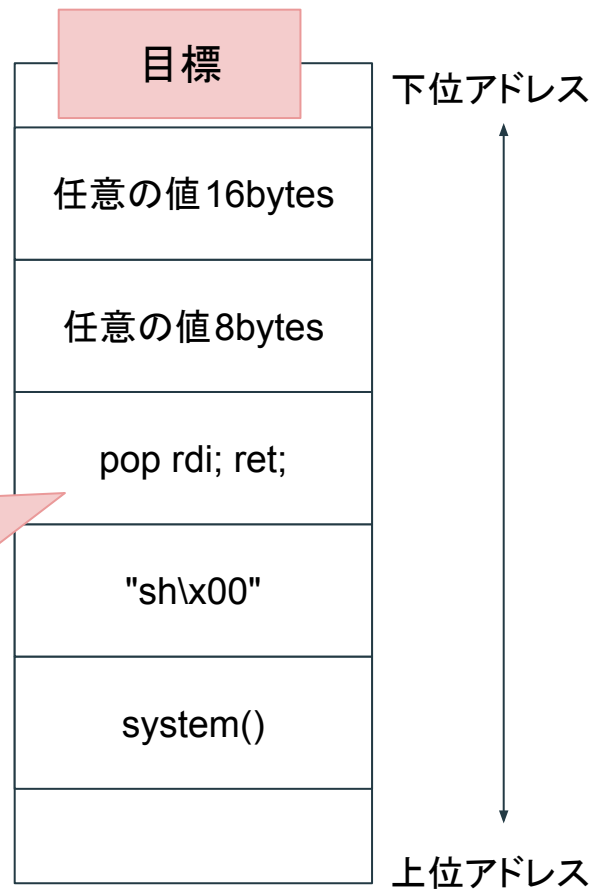 目標
下位アドレス
任意の値16bytes
任意の値8bytes
pop rdi; ret;
"sh\x00"
system()
上位アドレス